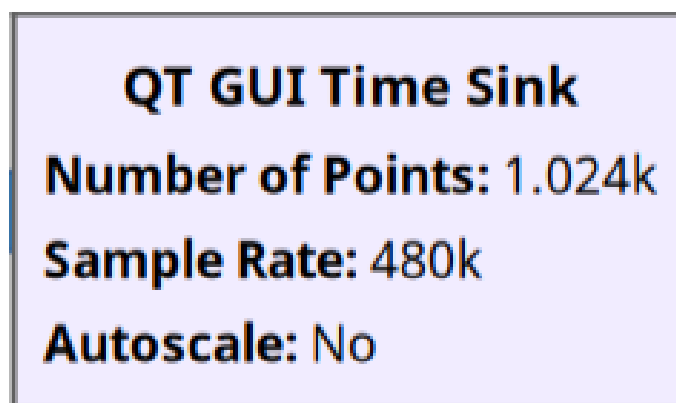 QT GUI Time Sink
Number of Points: 1.024k
Sample Rate: 480k
Autoscale: No